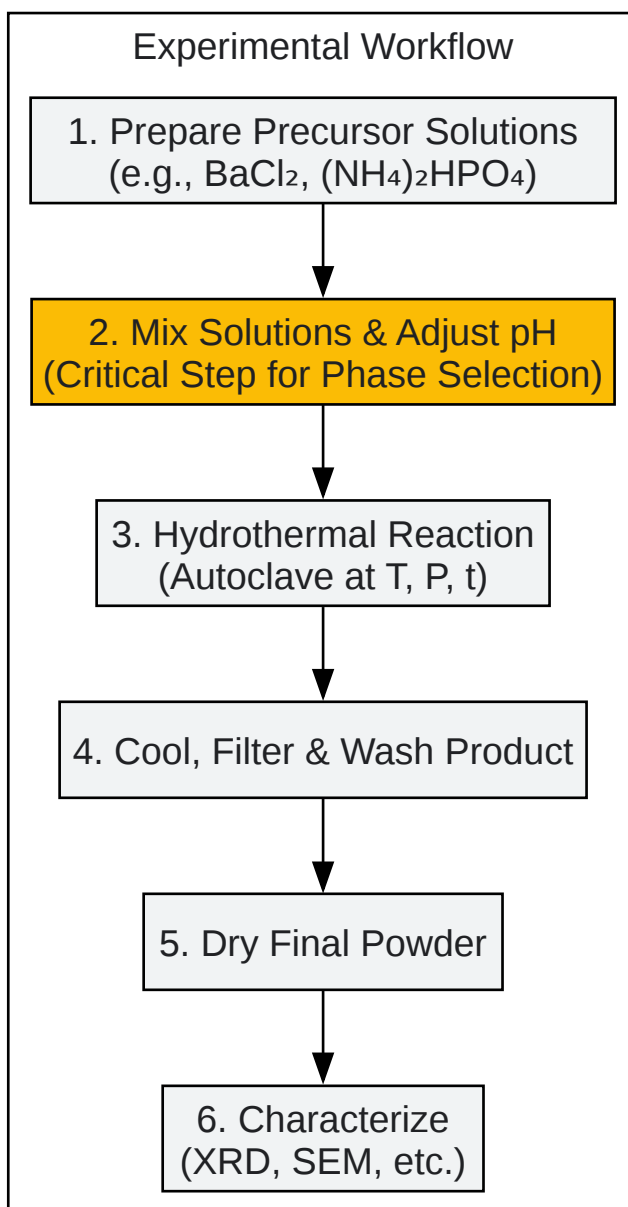 Experimental Workflow
1. Prepare Precursor Solutions
(e.g., BaCl₂, (NH₄)₂HPO₄)
2. Mix Solutions & Adjust pH
(Critical Step for Phase Selection)
3. Hydrothermal Reaction
(Autoclave at T, P, t)
4. Cool, Filter & Wash Product
5. Dry Final Powder
6. Characterize
(XRD, SEM, etc.)